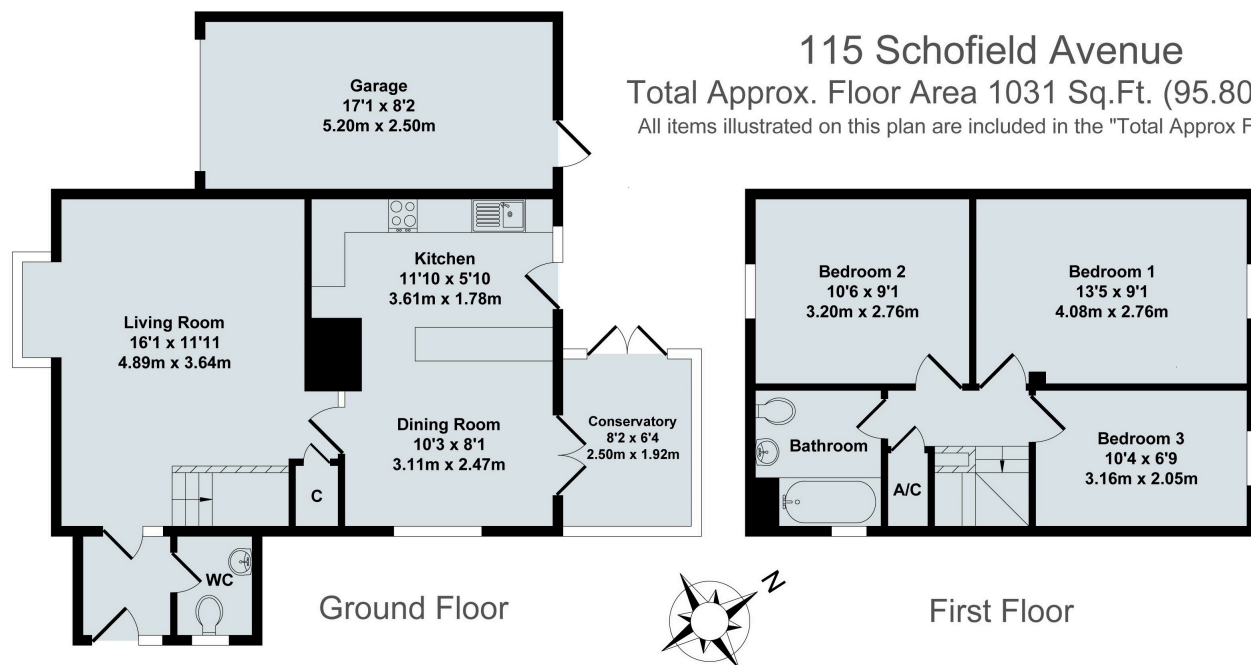 115 Schofield Avenue
Total Approx. Floor Area 1031 Sq.Ft. (95.80
All items illustrated on this plan are included in the "Total Approx F
Garage
17'1 x 8'2
5.20m x 2.50m
Kitchen
11'10 x 5'10
3.61m x 1.78m
Living Room
16'1 x 11'11
4.89m x 3.64m
Dining Room
10'3 x 8'1
3.11m x 2.47m
Conservatory
8'2 x 6'4
2.50m x 1.92m
C
WC
Ground Floor
Bedroom 2
10'6 x 9'1
3.20m x 2.76m
Bedroom 1
13'5 x 9'1
4.08m x 2.76m
Bathroom
A/C
Bedroom 3
10'4 x 6'9
3.16m x 2.05m
N
First Floor